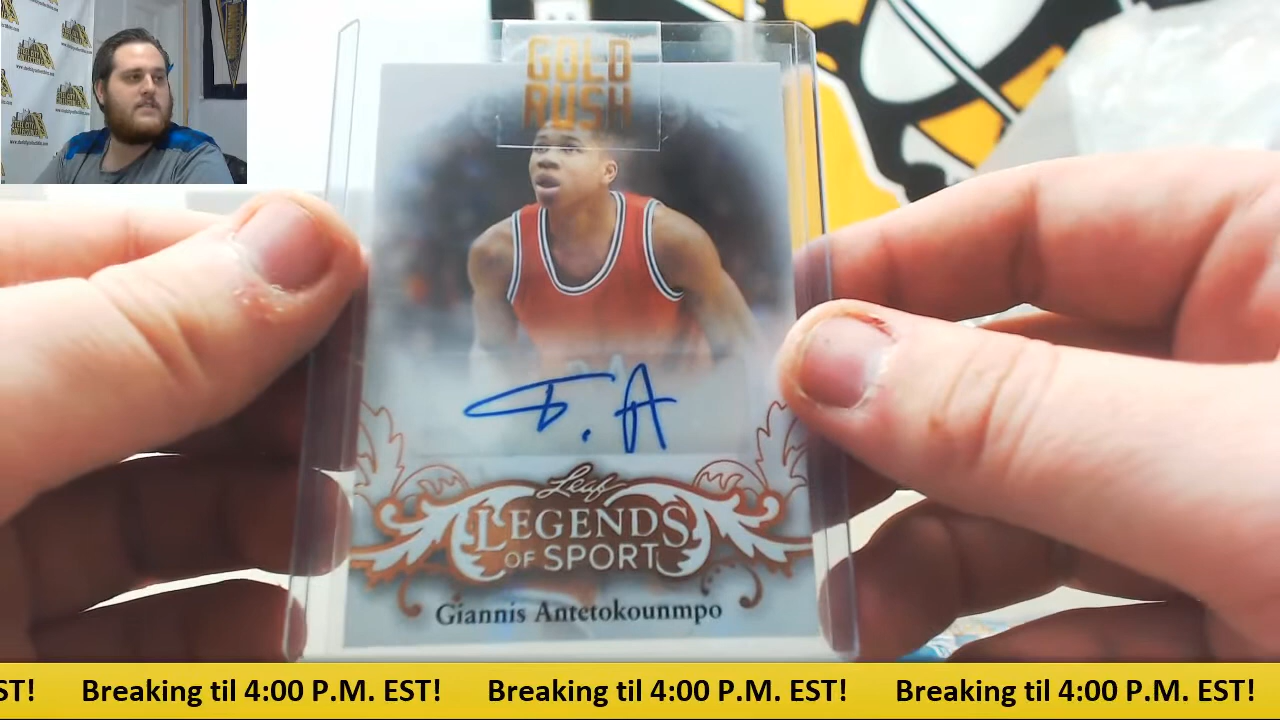 GOLD
RUSH
F. A
Leaf
LEGENDS
OF SPORT
Giannis Antetokounmpo
ST! Breaking til 4:00 P.M. EST! Breaking til 4:00 P.M. EST! Breaking til 4:00 P.M. EST!